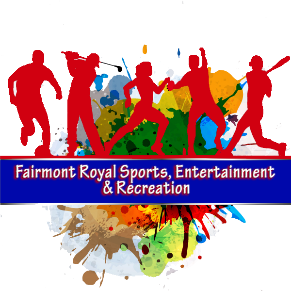 Fairmont Royal Sports, Entertainment
& Recreation